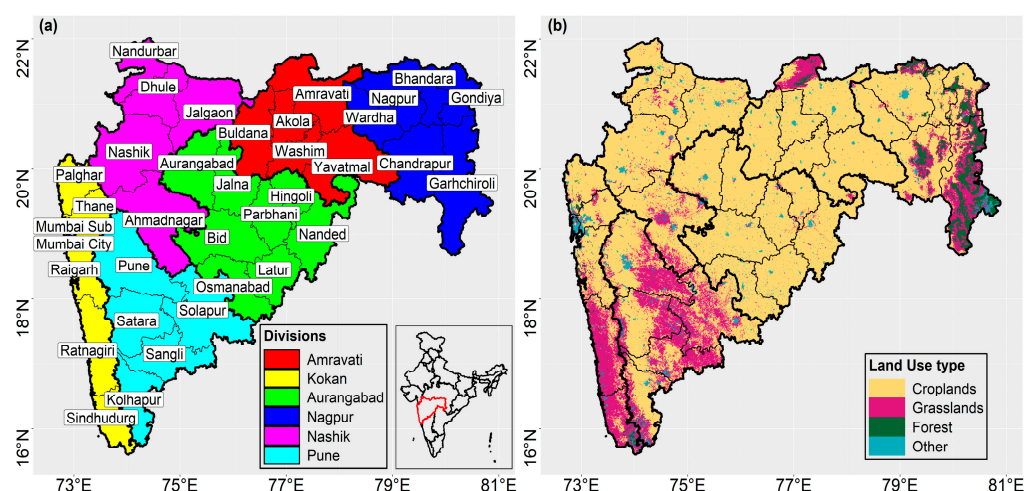 (a)
Nandurbar
Dhule
Jalgaon
Nashik
Buldana
Akola
Amravati
Washim
Yavatmal
Wardha
Nagpur
Bhandara
Gondiya
Chandrapur
Garhchiroli
Aurangabad
Jalna
Hingoli
Parbhani
Nanded
Bid
Latur
Osmanabad
Palghar
Thane
Mumbai Sub
Mumbai City
Raigarh
Ahmadnagar
Pune
Solapur
Satara
Sangli
Ratnagiri
Kolhapur
Sindhudurg
Divisions
Amravati
Kokan
Aurangabad
Nagpur
Nashik
Pune
22°N
20°N
18°N
16°N
73°E
75°E
77°E
79°E
81°E
(b)
Land Use type
Croplands
Grasslands
Forest
Other
22°N
20°N
18°N
16°N
73°E
75°E
77°E
79°E
81°E